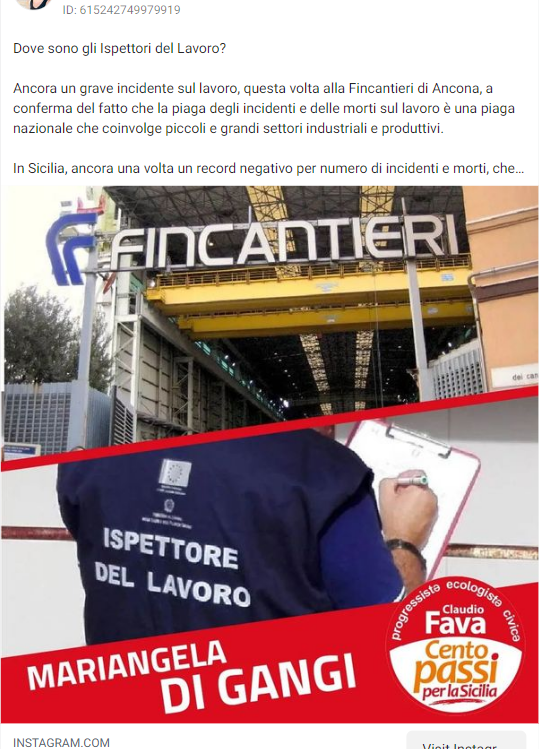 ID: 615242749979919
Dove sono gli Ispettori del Lavoro?
Ancora un grave incidente sul lavoro, questa volta alla Fincantieri di Ancona, a
conferma del fatto che la piaga degli incidenti e delle morti sul lavoro è una piaga
nazionale che coinvolge piccoli e grandi settori industriali e produttivi.
In Sicilia, ancora una volta un record negativo per numero di incidenti e morti, che...
FINCANTIERI
dei can
ISPETTORE
DEL LAVORO
progressistə ecologistə civicə
Claudio
Fava
Cento
passi
per la Sicilia
MARIANGELA
DI GANGI
INSTAGRAM.COM
Visit Instagr